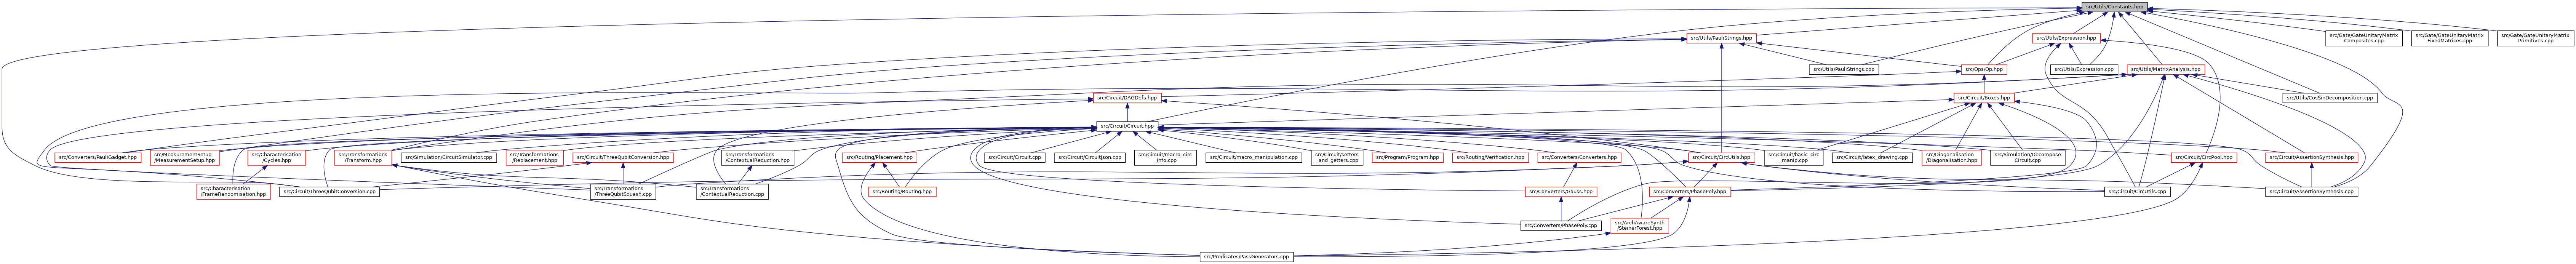 src/Utils/Constants.hpp
src/Utils/PauliStrings.hpp
src/Utils/Expression.hpp
src/Gate/GateUnitaryMatrix
Composites.cpp
src/Gate/GateUnitaryMatrix
FixedMatrices.cpp
src/Gate/GateUnitaryMatrix
Primitives.cpp
src/Utils/PauliStrings.cpp
src/Ops/Op.hpp
src/Utils/Expression.cpp
src/Utils/MatrixAnalysis.hpp
src/Circuit/DAGDefs.hpp
src/Circuit/Boxes.hpp
src/Utils/CosSinDecomposition.cpp
src/Circuit/Circuit.hpp
src/Converters/PauliGadget.hpp
src/MeasurementSetup
/MeasurementSetup.hpp
src/Characterisation
/Cycles.hpp
src/Transformations
/Transform.hpp
src/Simulation/CircuitSimulator.cpp
src/Transformations
/Replacement.hpp
src/Circuit/ThreeQubitConversion.hpp
src/Transformations
/ContextualReduction.hpp
src/Routing/Placement.hpp
src/Circuit/Circuit.cpp
src/Circuit/CircuitJson.cpp
src/Circuit/macro_circ
_info.cpp
src/Circuit/macro_manipulation.cpp
src/Circuit/setters
_and_getters.cpp
src/Program/Program.hpp
src/Routing/Verification.hpp
src/Converters/Converters.hpp
src/Circuit/CircUtils.hpp
src/Circuit/basic_circ
_manip.cpp
src/Circuit/latex_drawing.cpp
src/Diagonalisation
/Diagonalisation.hpp
src/Simulation/Decompose
Circuit.cpp
src/Circuit/CircPool.hpp
src/Circuit/AssertionSynthesis.hpp
src/Characterisation
/FrameRandomisation.hpp
src/Circuit/ThreeQubitConversion.cpp
src/Transformations
/ThreeQubitSquash.cpp
src/Transformations
/ContextualReduction.cpp
src/Routing/Routing.hpp
src/Converters/Gauss.hpp
src/Converters/PhasePoly.hpp
src/Circuit/CircUtils.cpp
src/Circuit/AssertionSynthesis.cpp
src/Converters/PhasePoly.cpp
src/ArchAwareSynth
/SteinerForest.hpp
src/Predicates/PassGenerators.cpp